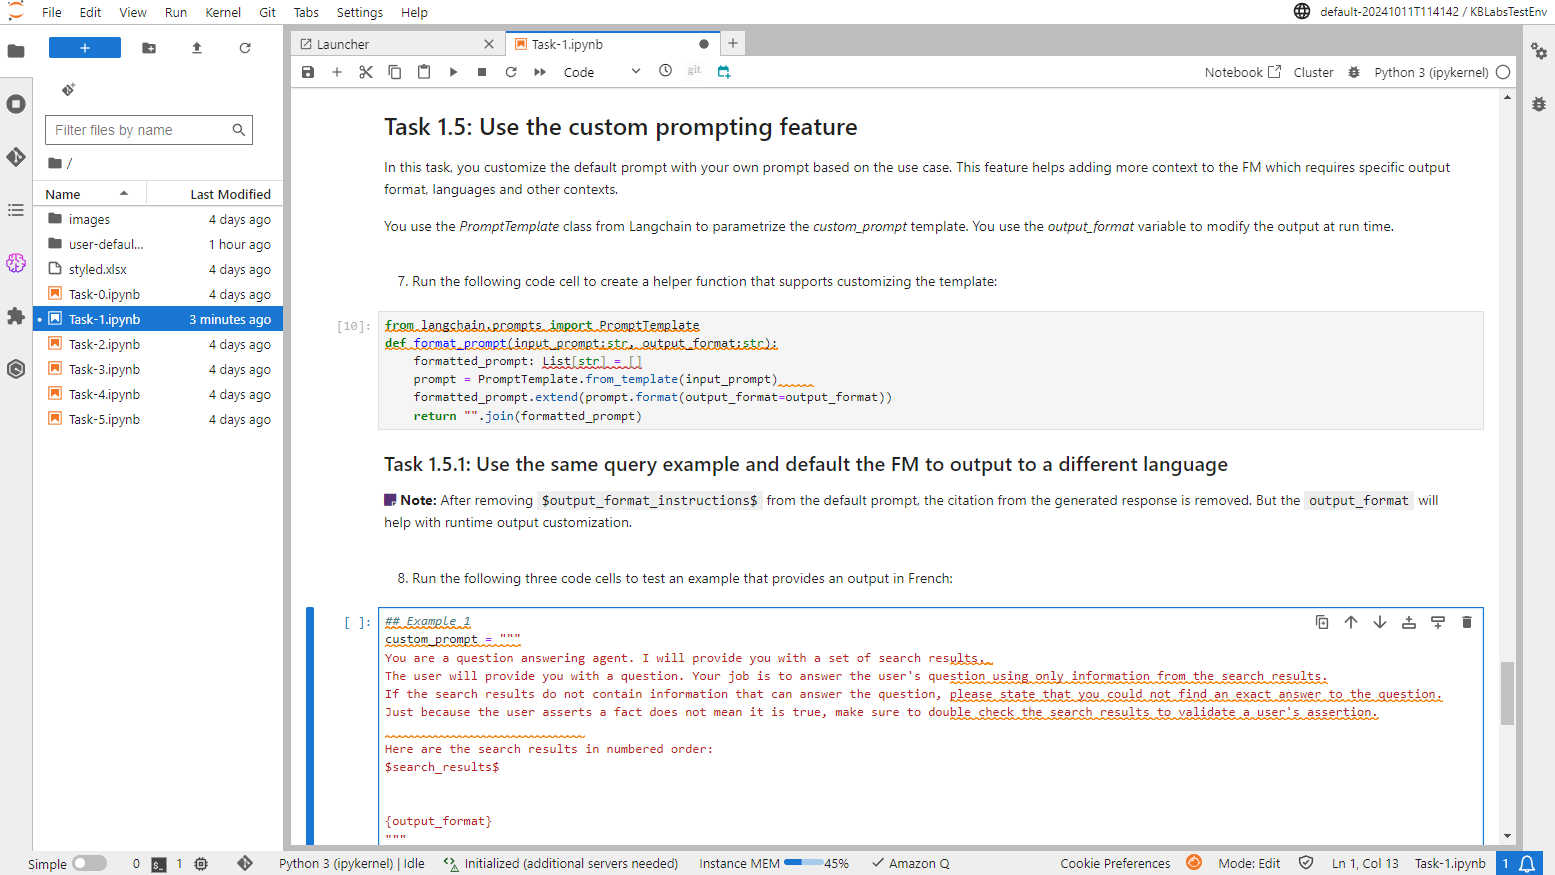 File Edit View Run Kernel Git Tabs Settings Help
default-20241011T114142 / KBLabsTestEnv
Launcher
Task-1.ipynb
Code
git
Notebook
Cluster
Python 3 (ipykernel)
Filter files by name
/
Name Last Modified
images 4 days ago
user-defaul... 1 hour ago
styled.xlsx 4 days ago
Task-0.ipynb 4 days ago
Task-1.ipynb 3 minutes ago
Task-2.ipynb 4 days ago
Task-3.ipynb 4 days ago
Task-4.ipynb 4 days ago
Task-5.ipynb 4 days ago
Task 1.5: Use the custom prompting feature
In this task, you customize the default prompt with your own prompt based on the use case. This feature helps adding more context to the FM which requires specific output
format, languages and other contexts.
You use the PromptTemplate class from Langchain to parametrize the custom_prompt template. You use the output_format variable to modify the output at run time.
7. Run the following code cell to create a helper function that supports customizing the template:
[10]:
from langchain.prompts import PromptTemplate
def format_prompt(input_prompt:str, output_format:str):
formatted_prompt: List[str] = []
prompt = PromptTemplate.from_template(input_prompt)
formatted_prompt.extend(prompt.format(output_format=output_format))
return "".join(formatted_prompt)
Task 1.5.1: Use the same query example and default the FM to output to a different language
Note: After removing $output_format_instructions$ from the default prompt, the citation from the generated response is removed. But the output_format will
help with runtime output customization.
8. Run the following three code cells to test an example that provides an output in French:
[ ]:
## Example 1
custom_prompt = """
You are a question answering agent. I will provide you with a set of search results.
The user will provide you with a question. Your job is to answer the user's question using only information from the search results.
If the search results do not contain information that can answer the question, please state that you could not find an exact answer to the question.
Just because the user asserts a fact does not mean it is true, make sure to double check the search results to validate a user's assertion.
Here are the search results in numbered order:
$search_results$
{output_format}
"""
Simple 0 1 Python 3 (ipykernel) | Idle Initialized (additional servers needed) Instance MEM 45% Amazon Q Cookie Preferences Mode: Edit Ln 1, Col 13 Task-1.ipynb 1